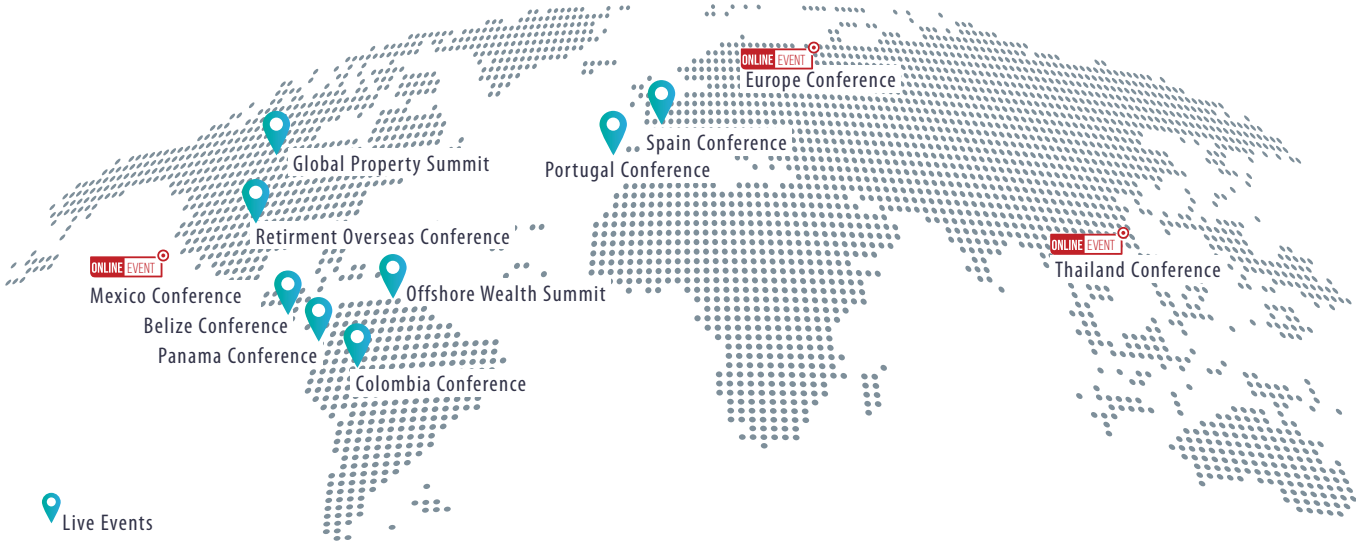 ONLINE EVENT
Europe Conference
Spain Conference
Global Property Summit
Portugal Conference
Retirment Overseas Conference
ONLINE EVENT
Thailand Conference
ONLINE EVENT
Mexico Conference
Offshore Wealth Summit
Belize Conference
Panama Conference
Colombia Conference
Live Events